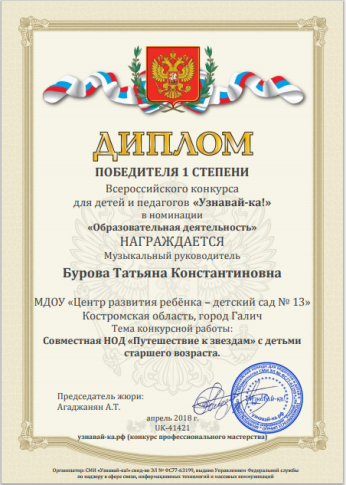 ДИПЛОМ
ПОБЕДИТЕЛЯ 1 СТЕПЕНИ
Всероссийского конкурса
для детей и педагогов «Узнавай-ка!»
в номинации
«Образовательная деятельность»
НАГРАЖДАЕТСЯ
Музыкальный руководитель
Бурова Татьяна Константиновна
МДОУ «Центр развития ребёнка – детский сад № 13»
Костромская область, город Галич
Тема конкурсной работы:
Совместная НОД «Путешествие к звездам» с детьми
старшего возраста.
Председатель жюри:
Агаджанян А.Т.
Узнавай-ка!
апрель 2018 г.
UK-41421
узнавай-ка.рф (конкурс профессионального мастерства)
Организатор: СМИ «Узнавай-ка!» свид-во ЭЛ № ФС77-63195, выдано Управлением Федеральной службы
по надзору в сфере связи, информационных технологий и массовых коммуникаций